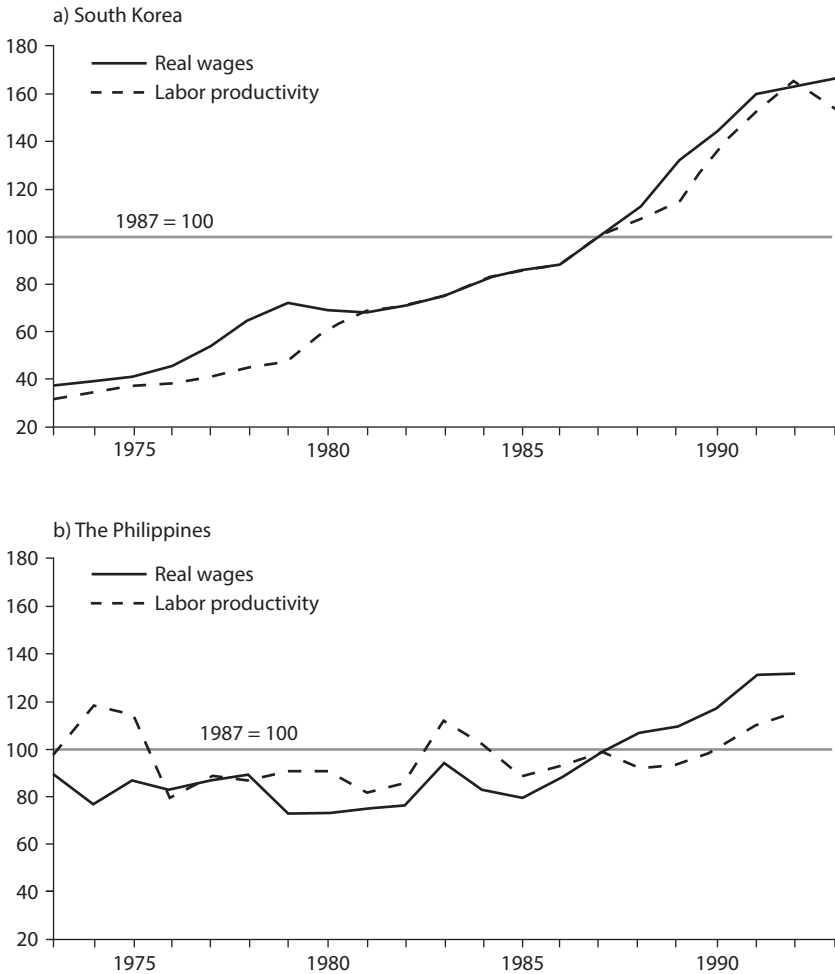 a) South Korea
180
Real wages
160
Labor productivity
140
120
1987 = 100
100
80
60
40
20
1975 1980 1985 1990
b) The Philippines
180
Real wages
160
Labor productivity
140
120
1987 = 100
100
80
60
40
20
1975 1980 1985 1990